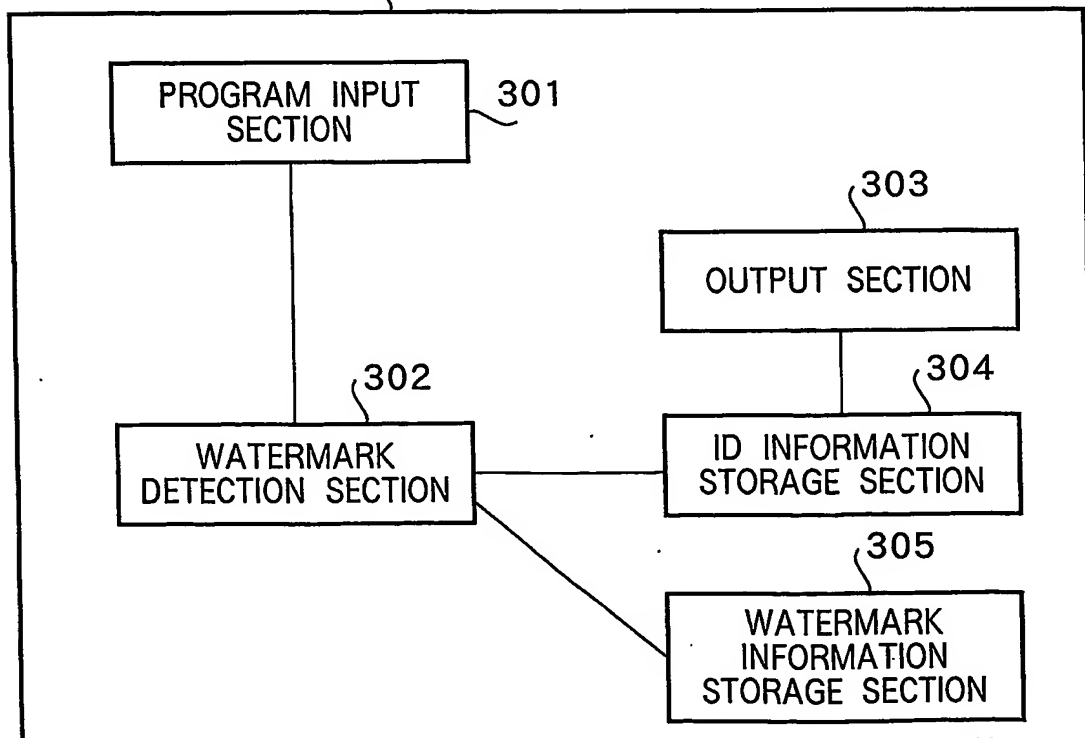 PROGRAM INPUT
SECTION
301
303
OUTPUT SECTION
302
WATERMARK
DETECTION SECTION
304
ID INFORMATION
STORAGE SECTION
305
WATERMARK
INFORMATION
STORAGE SECTION